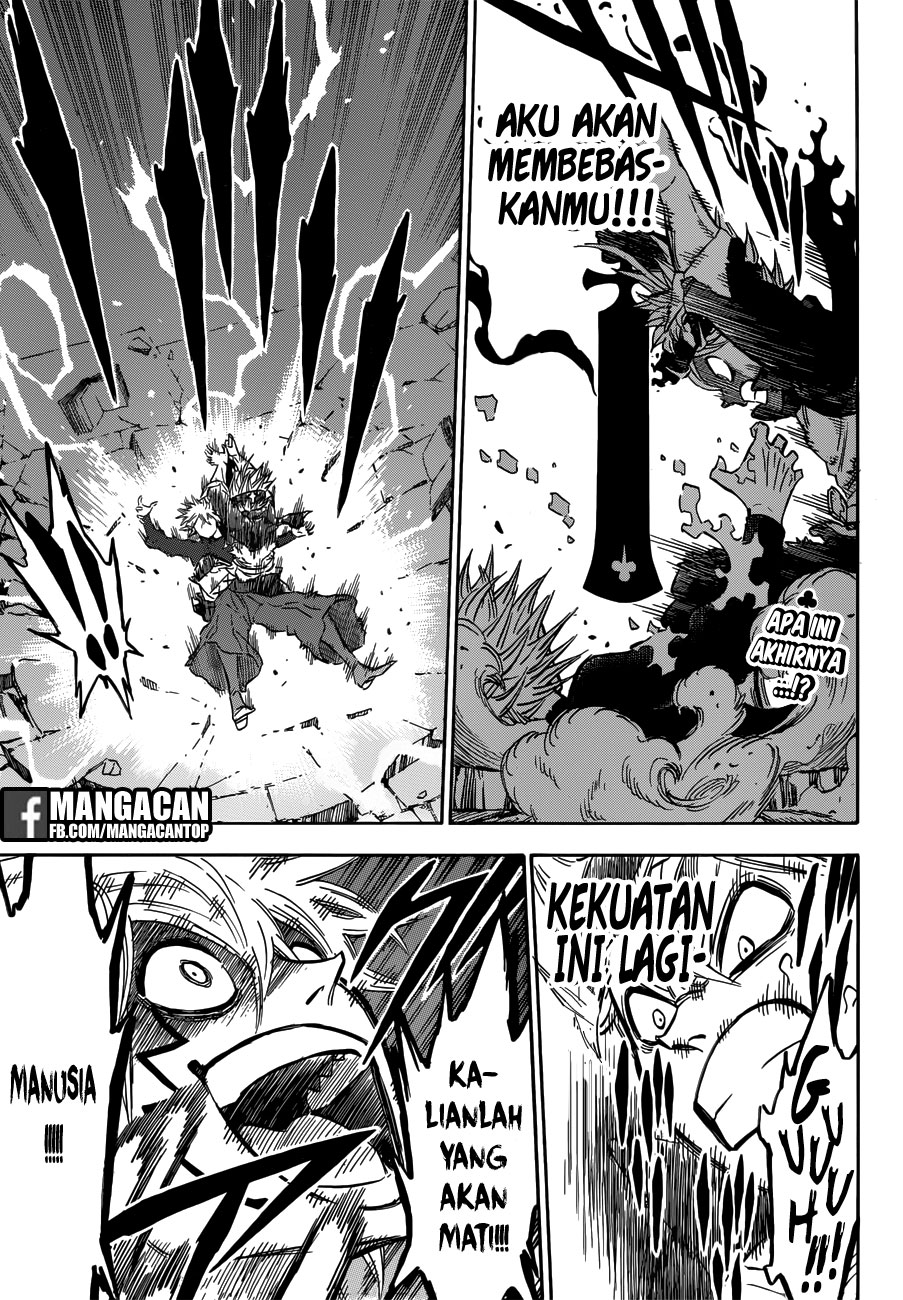 AKU AKAN
MEMBEBAS-
KANMU!!!
APA INI
AKHIRNYA
...!?
!!
MANGACAN
FB.COM/MANGACANTOP
KEKUATAN
INI LAGI-
GUUUUUH!!!
KA-
LIANLAH
YANG
AKAN
MATI!!!!
MANUSIA
!!!!!